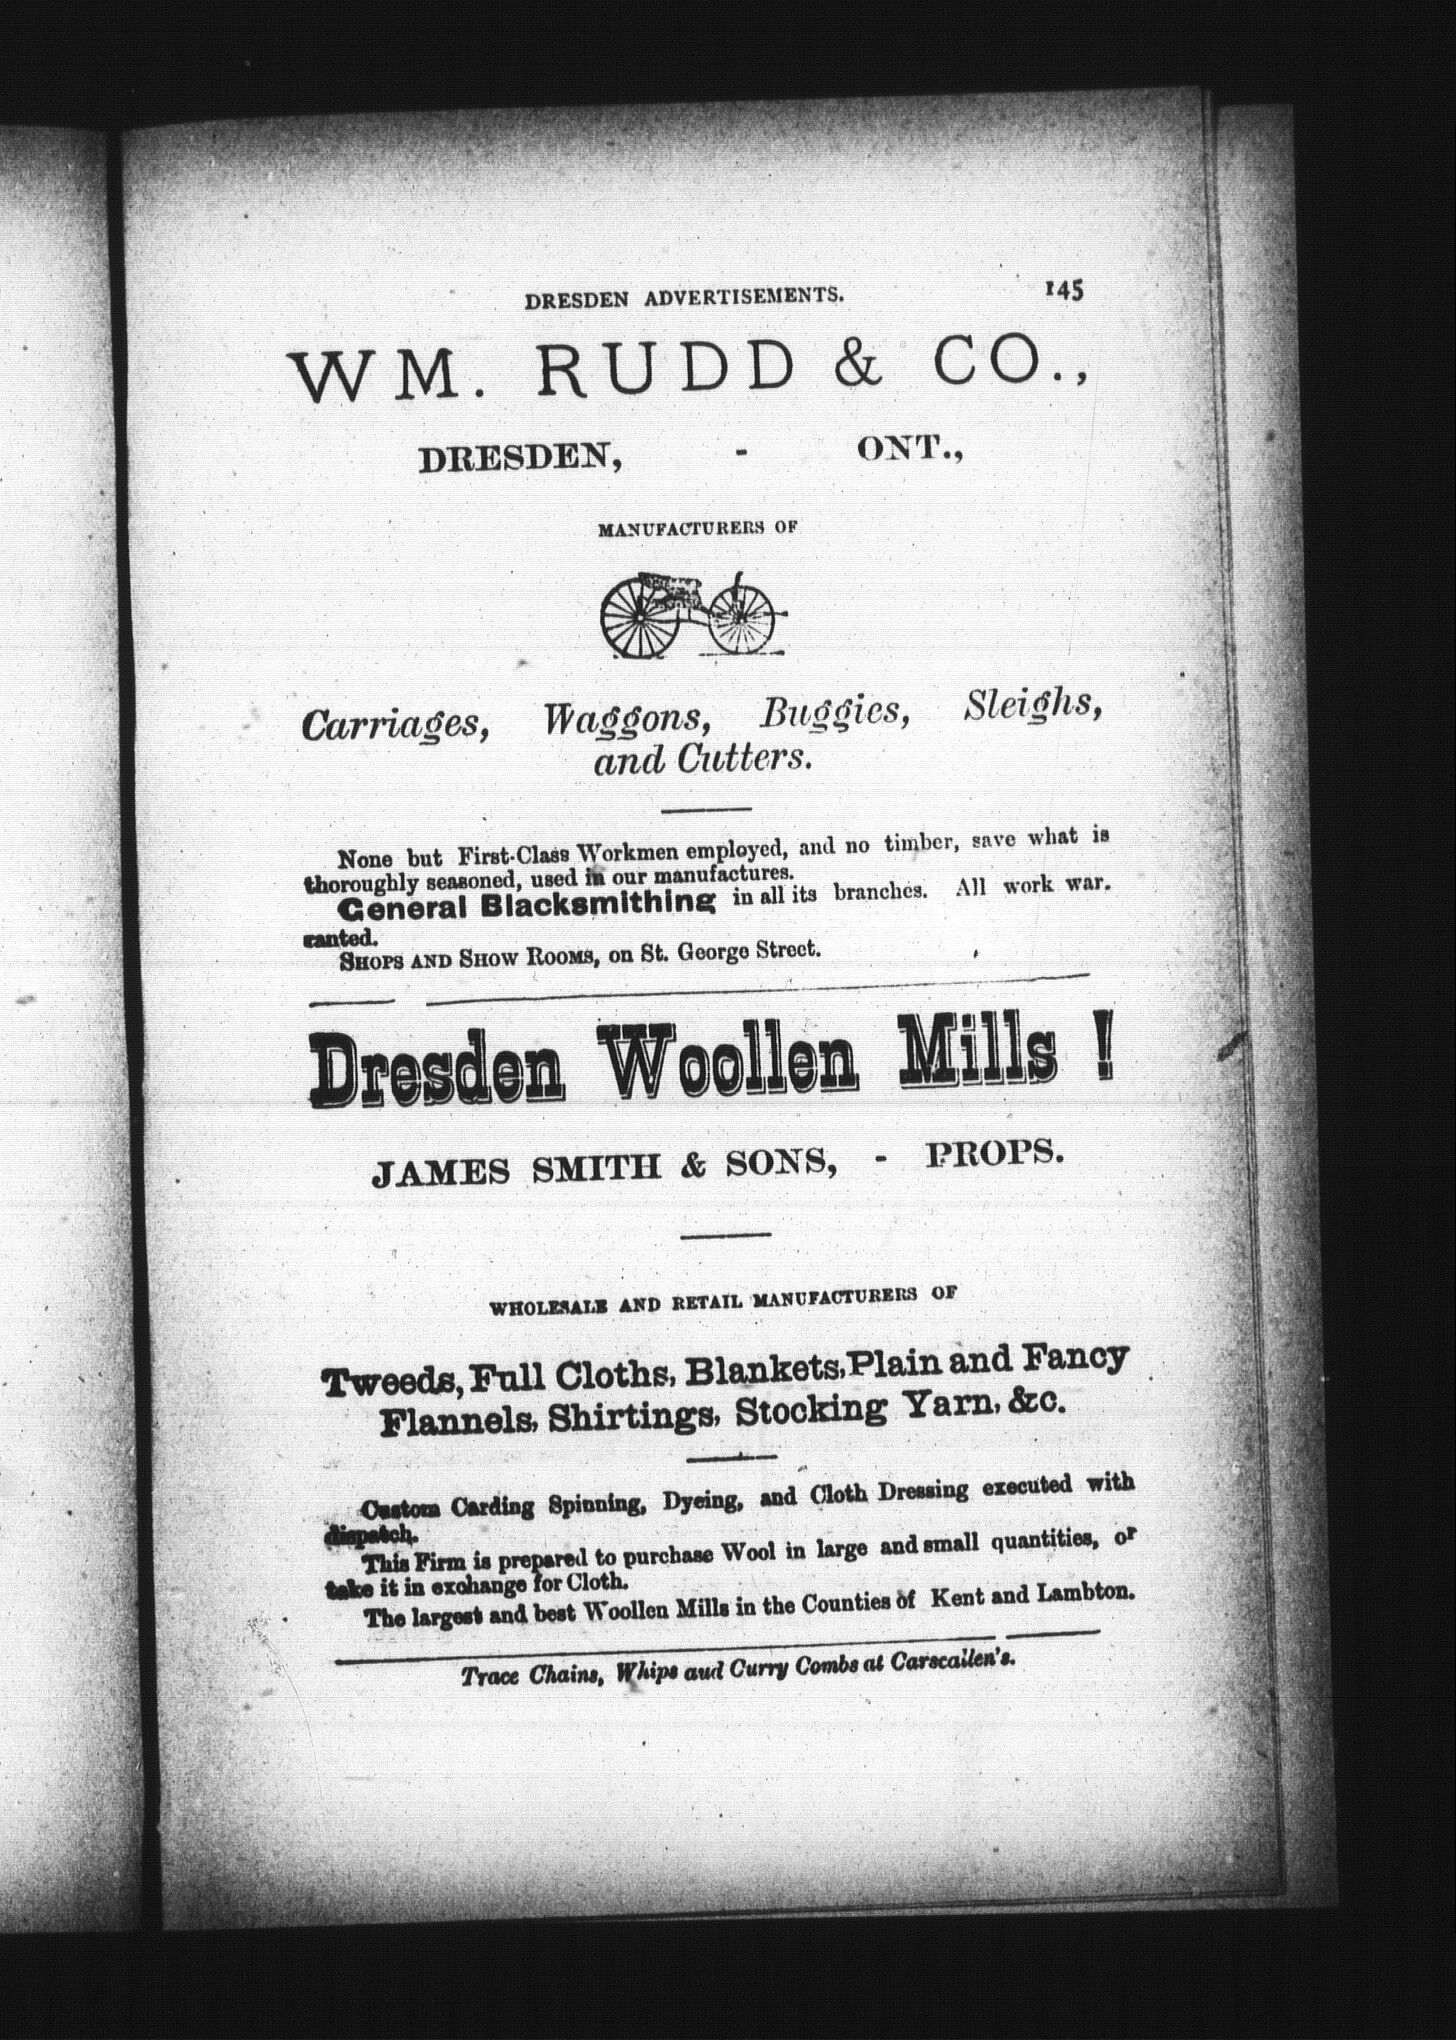 DRESDEN ADVERTISEMENTS. 145
WM. RUDD & CO.,
DRESDEN, - ONT.,
MANUFACTURERS OF
Carriages, Waggons, Buggies, Sleighs,
and Cutters.
None but First-Class Workmen employed, and no timber, save what is
thoroughly seasoned, used in our manufactures.
General Blacksmithing in all its branches. All work war-
ranted.
SHOPS AND SHOW ROOMS, on St. George Street.
Dresden Woollen Mills !
JAMES SMITH & SONS, - PROPS.
WHOLESALE AND RETAIL MANUFACTURERS OF
Tweeds, Full Cloths, Blankets, Plain and Fancy
Flannels, Shirtings, Stocking Yarn, &c.
Custom Carding Spinning, Dyeing, and Cloth Dressing executed with
dispatch.
This Firm is prepared to purchase Wool in large and small quantities, or
take it in exchange for Cloth.
The largest and best Woollen Mills in the Counties of Kent and Lambton.
Trace Chains, Whips aud Curry Combs at Carscallen's.